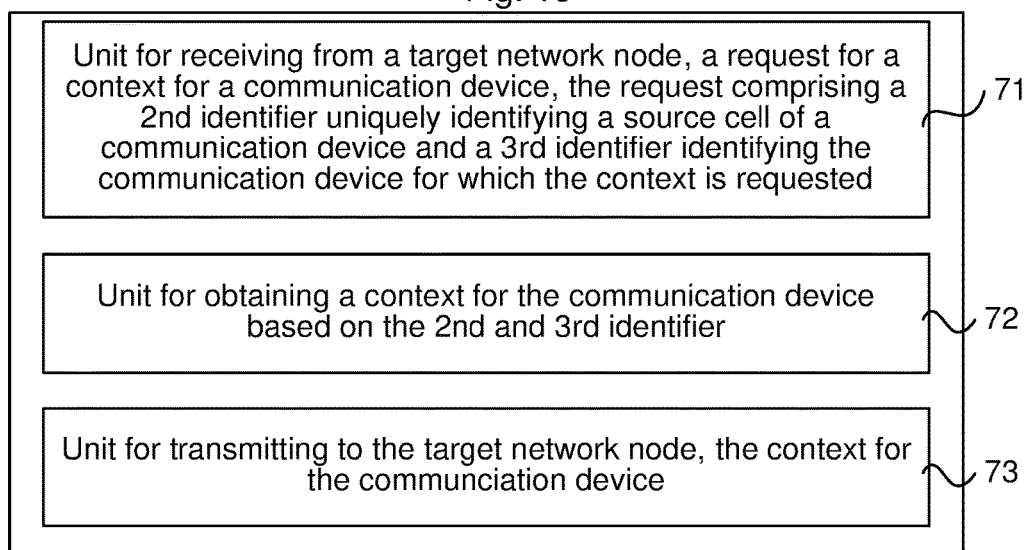 Unit for receiving from a target network node, a request for a
context for a communication device, the request comprising a
2nd identifier uniquely identifying a source cell of a
communication device and a 3rd identifier identifying the
communication device for which the context is requested
71
Unit for obtaining a context for the communication device
based on the 2nd and 3rd identifier
72
Unit for transmitting to the target network node, the context for
the communciation device
73